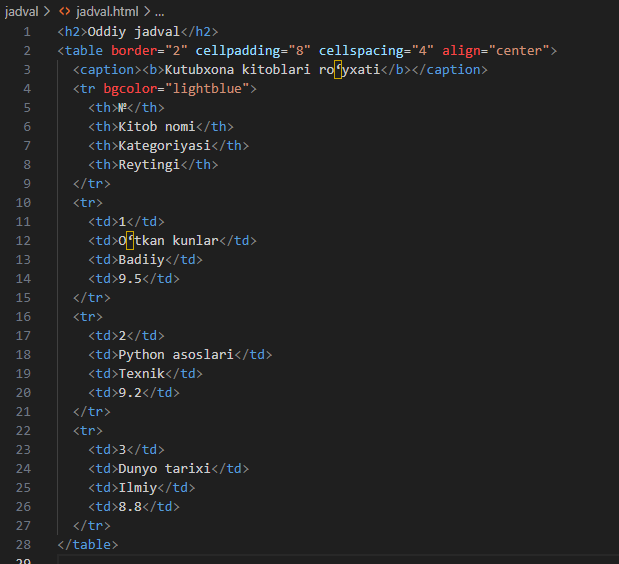 jadval > <> jadval.html > ...
1 <h2>Oddiy jadval</h2>
2 <table border="2" cellpadding="8" cellspacing="4" align="center">
3   <caption><b>Kutubxona kitoblari roʻyxati</b></caption>
4   <tr bgcolor="lightblue">
5     <th>№</th>
6     <th>Kitob nomi</th>
7     <th>Kategoriyasi</th>
8     <th>Reytingi</th>
9   </tr>
10   <tr>
11     <td>1</td>
12     <td>Oʻtkan kunlar</td>
13     <td>Badiiy</td>
14     <td>9.5</td>
15   </tr>
16   <tr>
17     <td>2</td>
18     <td>Python asoslari</td>
19     <td>Texnik</td>
20     <td>9.2</td>
21   </tr>
22   <tr>
23     <td>3</td>
24     <td>Dunyo tarixi</td>
25     <td>Ilmiy</td>
26     <td>8.8</td>
27   </tr>
28 </table>
29